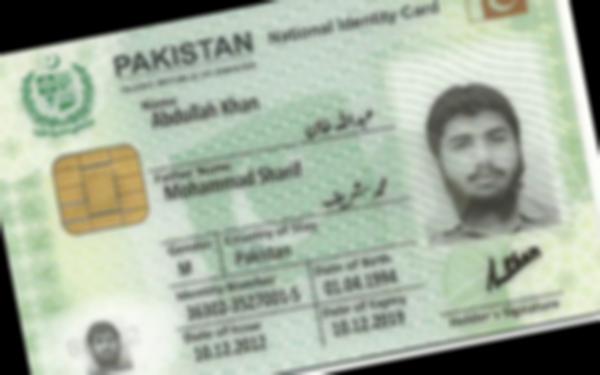 PAKISTAN National Identity Card
ISLAMIC REPUBLIC OF PAKISTAN
Name
Abdullah Khan
عبداللہ خان
Father Name
Mohammad Sharif
محمد شریف
Gender Country of Stay
M Pakistan
Identity Number Date of Birth
36302-3527001-5 01.04.1994
Date of Issue Date of Expiry
10.12.2012 10.12.2019
Holder's Signature